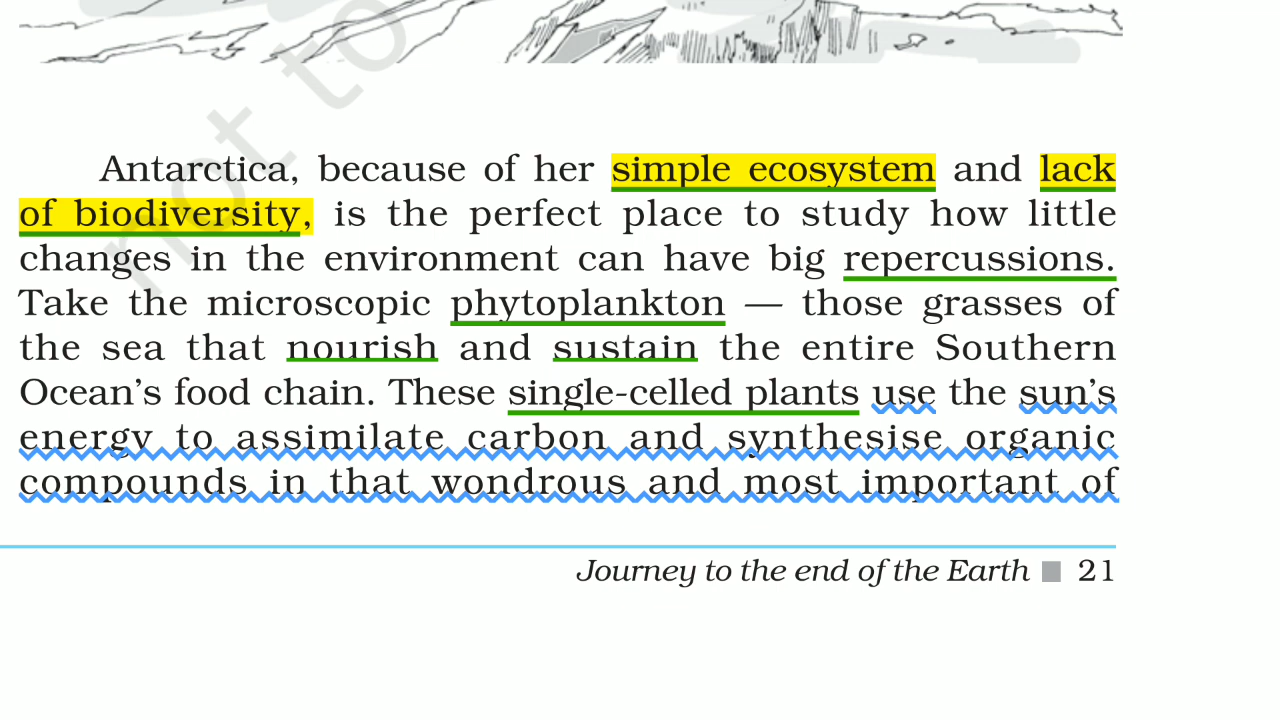 not to
Antarctica, because of her simple ecosystem and lack
of biodiversity, is the perfect place to study how little
changes in the environment can have big repercussions.
Take the microscopic phytoplankton — those grasses of
the sea that nourish and sustain the entire Southern
Ocean’s food chain. These single-celled plants use the sun’s
energy to assimilate carbon and synthesise organic
compounds in that wondrous and most important of
Journey to the end of the Earth ■ 21